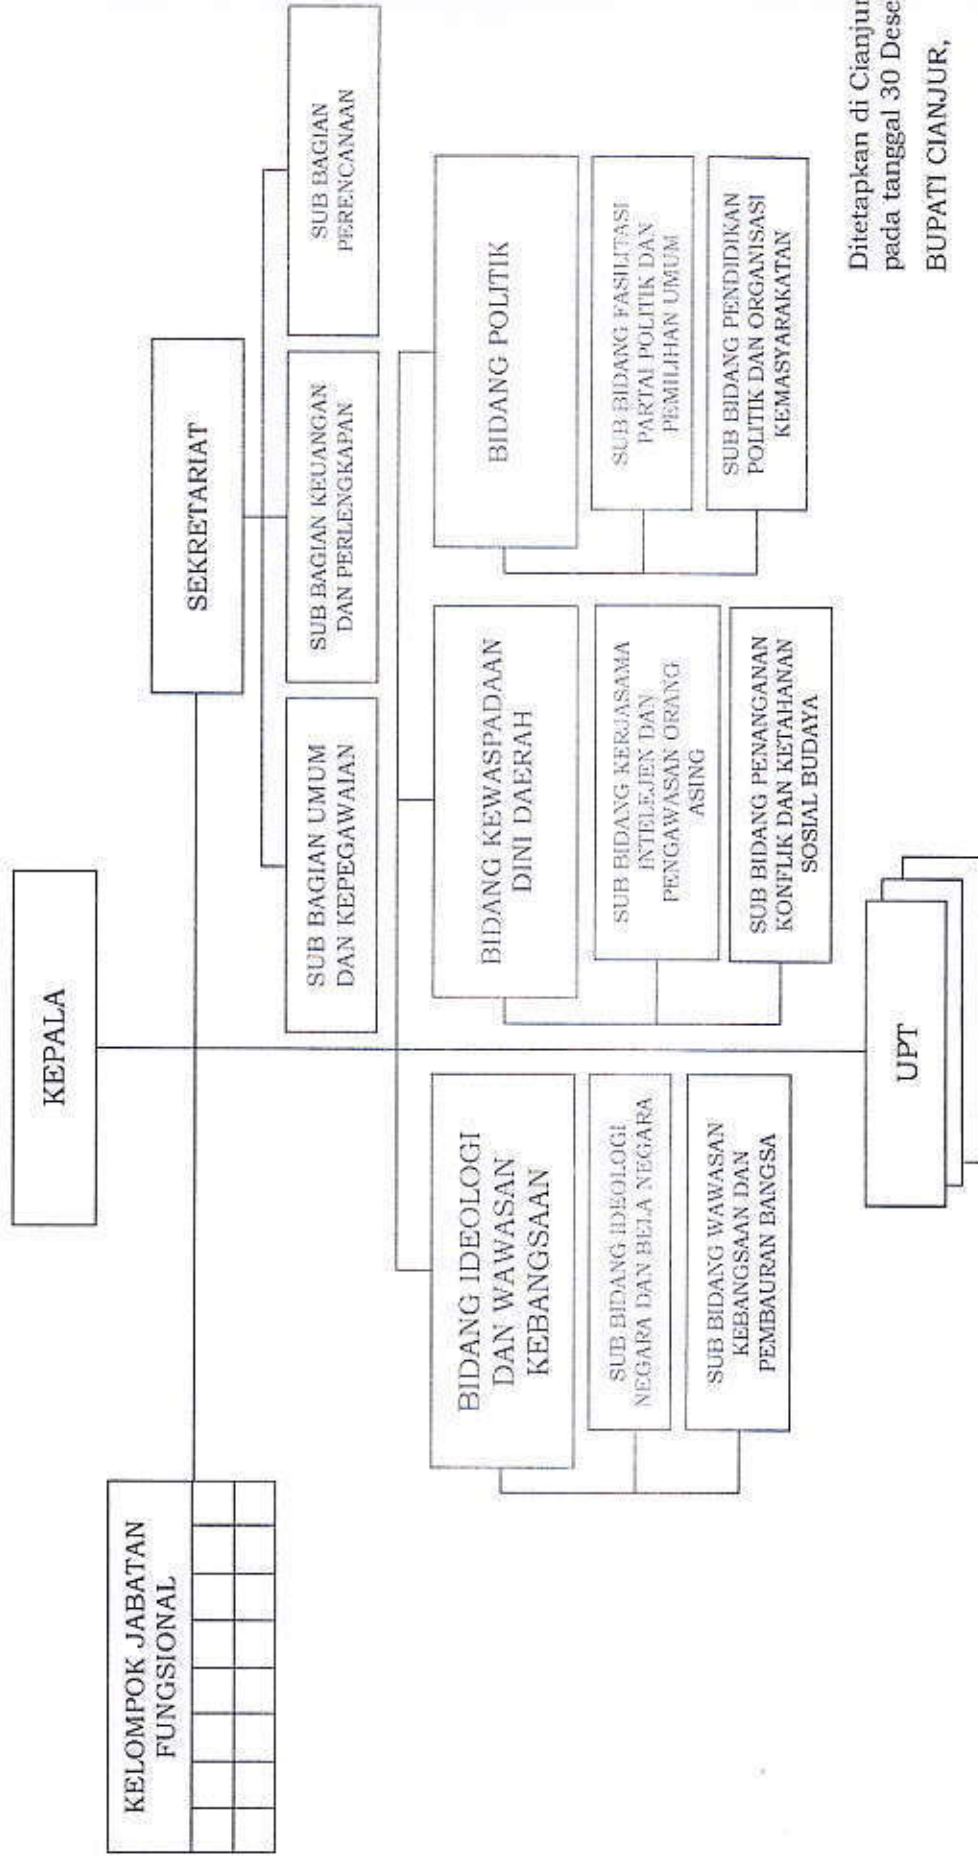 KEPALA
KELOMPOK JABATAN
FUNGSIONAL
SEKRETARIAT
SUB BAGIAN UMUM
DAN KEPEGAWAIAN
SUB BAGIAN KEUANGAN
DAN PERLENGKAPAN
SUB BAGIAN
PERENCANAAN
BIDANG IDEOLOGI
DAN WAWASAN
KEBANGSAAN
SUB BIDANG IDEOLOGI
NEGARA DAN BELA NEGARA
SUB BIDANG WAWASAN
KEBANGSAAN DAN
PEMBAURAN BANGSA
BIDANG KEWASPADAAN
DINI DAERAH
SUB BIDANG KERJASAMA
INTELEJEN DAN
PENGAWASAN ORANG
ASING
SUB BIDANG PENANGANAN
KONFLIK DAN KETAHANAN
SOSIAL BUDAYA
BIDANG POLITIK
SUB BIDANG FASILITASI
PARTAI POLITIK DAN
PEMILIHAN UMUM
SUB BIDANG PENDIDIKAN
POLITIK DAN ORGANISASI
KEMASYARAKATAN
UPT
Ditetapkan di Cianjur
pada tanggal 30 Dese
BUPATI CIANJUR,